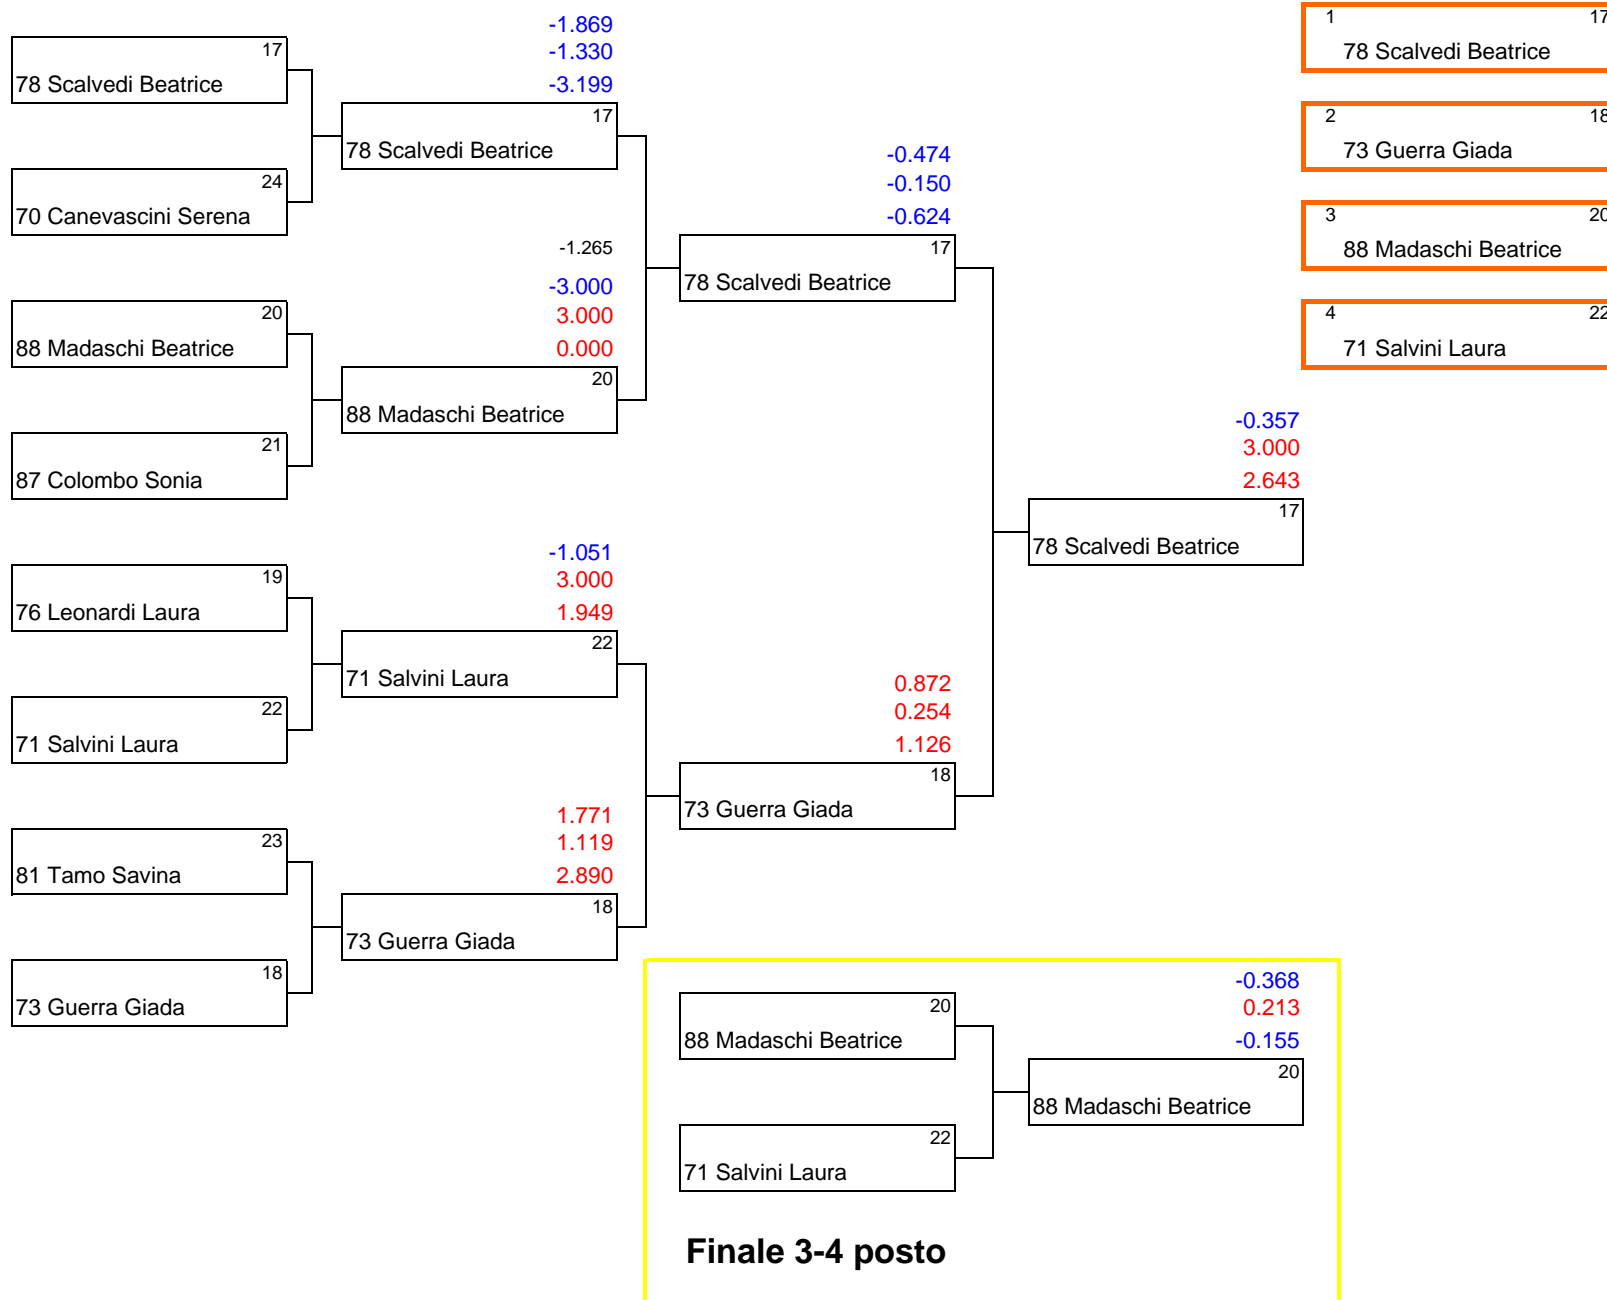 -1.869
-1.330
-3.199
17
78 Scalvedi Beatrice
17
78 Scalvedi Beatrice
24
70 Canevascini Serena
-1.265
-3.000
3.000
0.000
20
88 Madaschi Beatrice
20
88 Madaschi Beatrice
21
87 Colombo Sonia
-0.474
-0.150
-0.624
17
78 Scalvedi Beatrice
-1.051
3.000
1.949
19
76 Leonardi Laura
22
71 Salvini Laura
22
71 Salvini Laura
1.771
1.119
2.890
23
81 Tamo Savina
18
73 Guerra Giada
18
73 Guerra Giada
0.872
0.254
1.126
18
73 Guerra Giada
-0.357
3.000
2.643
17
78 Scalvedi Beatrice
1 17
78 Scalvedi Beatrice
2 18
73 Guerra Giada
3 20
88 Madaschi Beatrice
4 22
71 Salvini Laura
-0.368
0.213
-0.155
20
88 Madaschi Beatrice
20
88 Madaschi Beatrice
22
71 Salvini Laura
Finale 3-4 posto